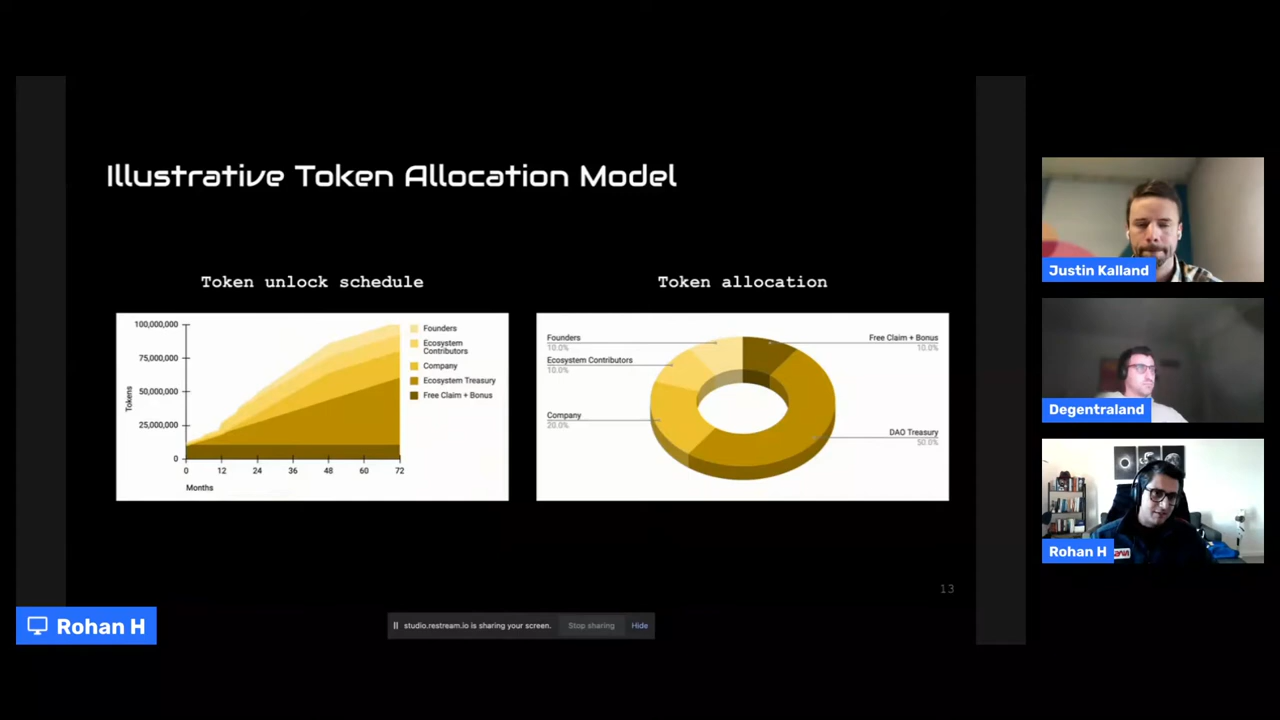 Illustrative Token Allocation Model
Token unlock schedule
100,000,000
75,000,000
50,000,000
25,000,000
0
Tokens
0 12 24 36 48 60 72
Months
Founders
Ecosystem
Contributors
Company
Ecosystem Treasury
Free Claim + Bonus
Token allocation
Founders
10.0%
Ecosystem Contributors
10.0%
Company
20.0%
Free Claim + Bonus
10.0%
DAO Treasury
50.0%
13
Justin Kalland
Degentraland
Rohan H
Rohan H
studio.restream.io is sharing your screen. Stop sharing Hide